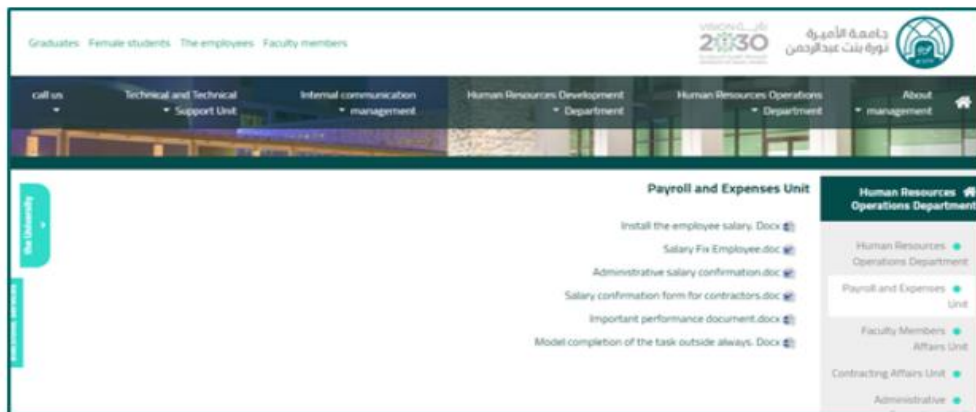 Graduates Female students The employees Faculty members
2030
جامعة الأميرة
نورة بنت عبدالرحمن
call us
Technical and Technical
Support Unit
Internal communication
management
Human Resources Development
Department
Human Resources Operations
Department
About
management
the University
Payroll and Expenses Unit
Install the employee salary. Docx
Salary Fix Employee.doc
Administrative salary confirmation.doc
Salary confirmation form for contractors.doc
Important performance document.docx
Model completion of the task outside always. Docx
Human Resources
Operations Department
Human Resources
Operations Department
Payroll and Expenses
Unit
Faculty Members
Affairs Unit
Contracting Affairs Unit
Administrative